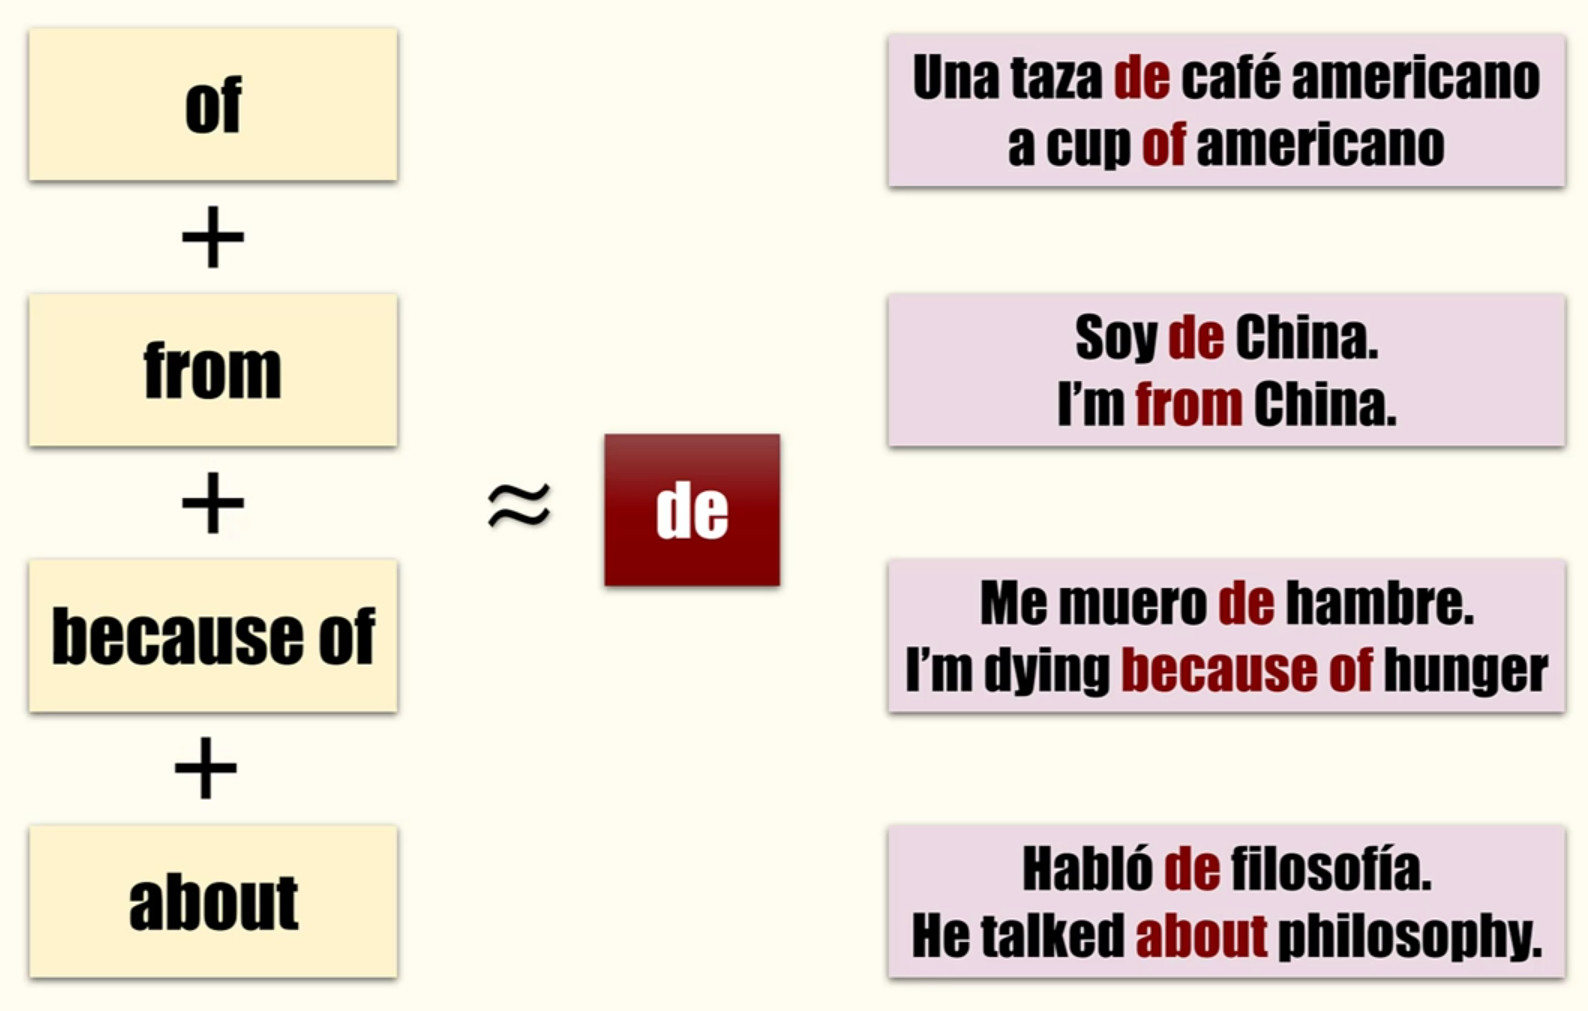 of
+
from
+
because of
+
about
≈
de
Una taza de café americano
a cup of americano
Soy de China.
I’m from China.
Me muero de hambre.
I’m dying because of hunger
Habló de filosofía.
He talked about philosophy.